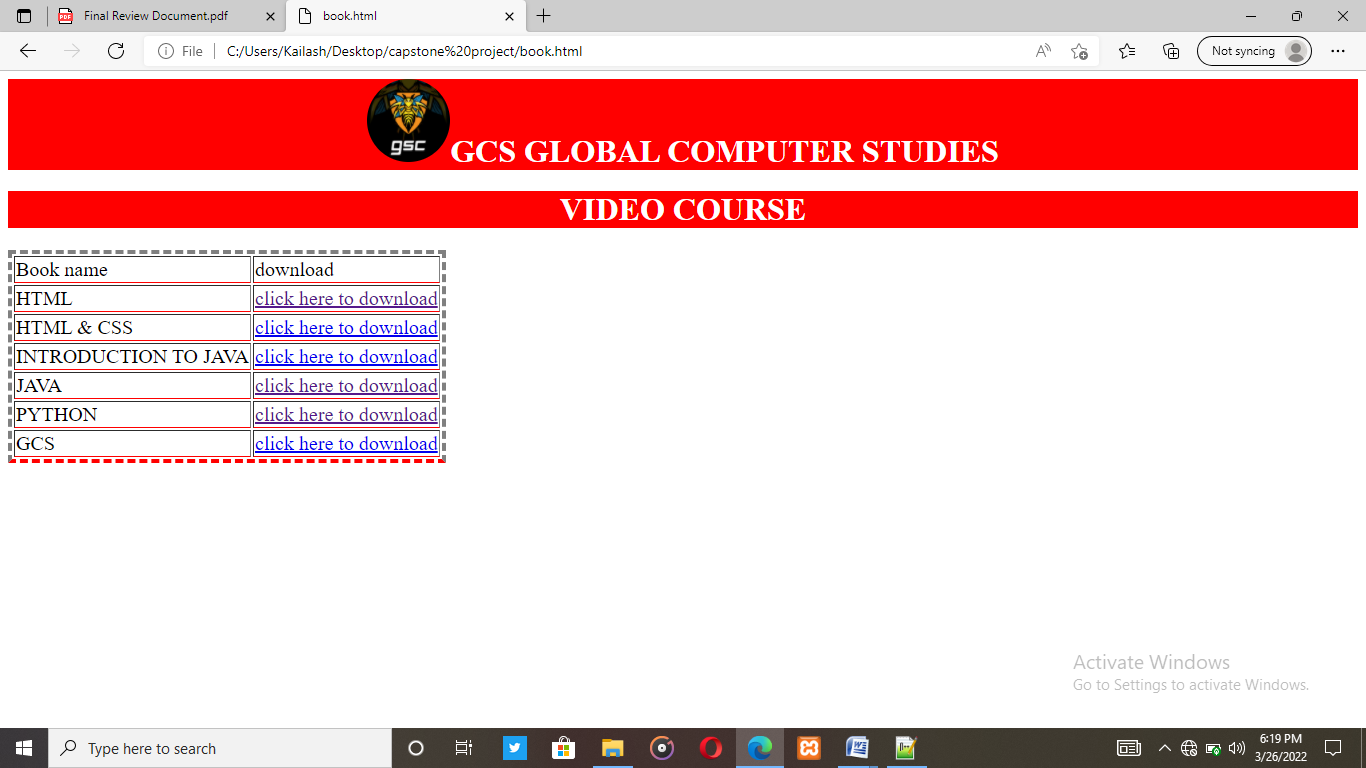 Final Review Document.pdf
book.html
File
C:/Users/Kailash/Desktop/capstone%20project/book.html
Not syncing
gsc
GCS GLOBAL COMPUTER STUDIES
VIDEO COURSE
Book name download
HTML click here to download
HTML & CSS click here to download
INTRODUCTION TO JAVA click here to download
JAVA click here to download
PYTHON click here to download
GCS click here to download
Activate Windows
Go to Settings to activate Windows.
Type here to search
6:19 PM
3/26/2022